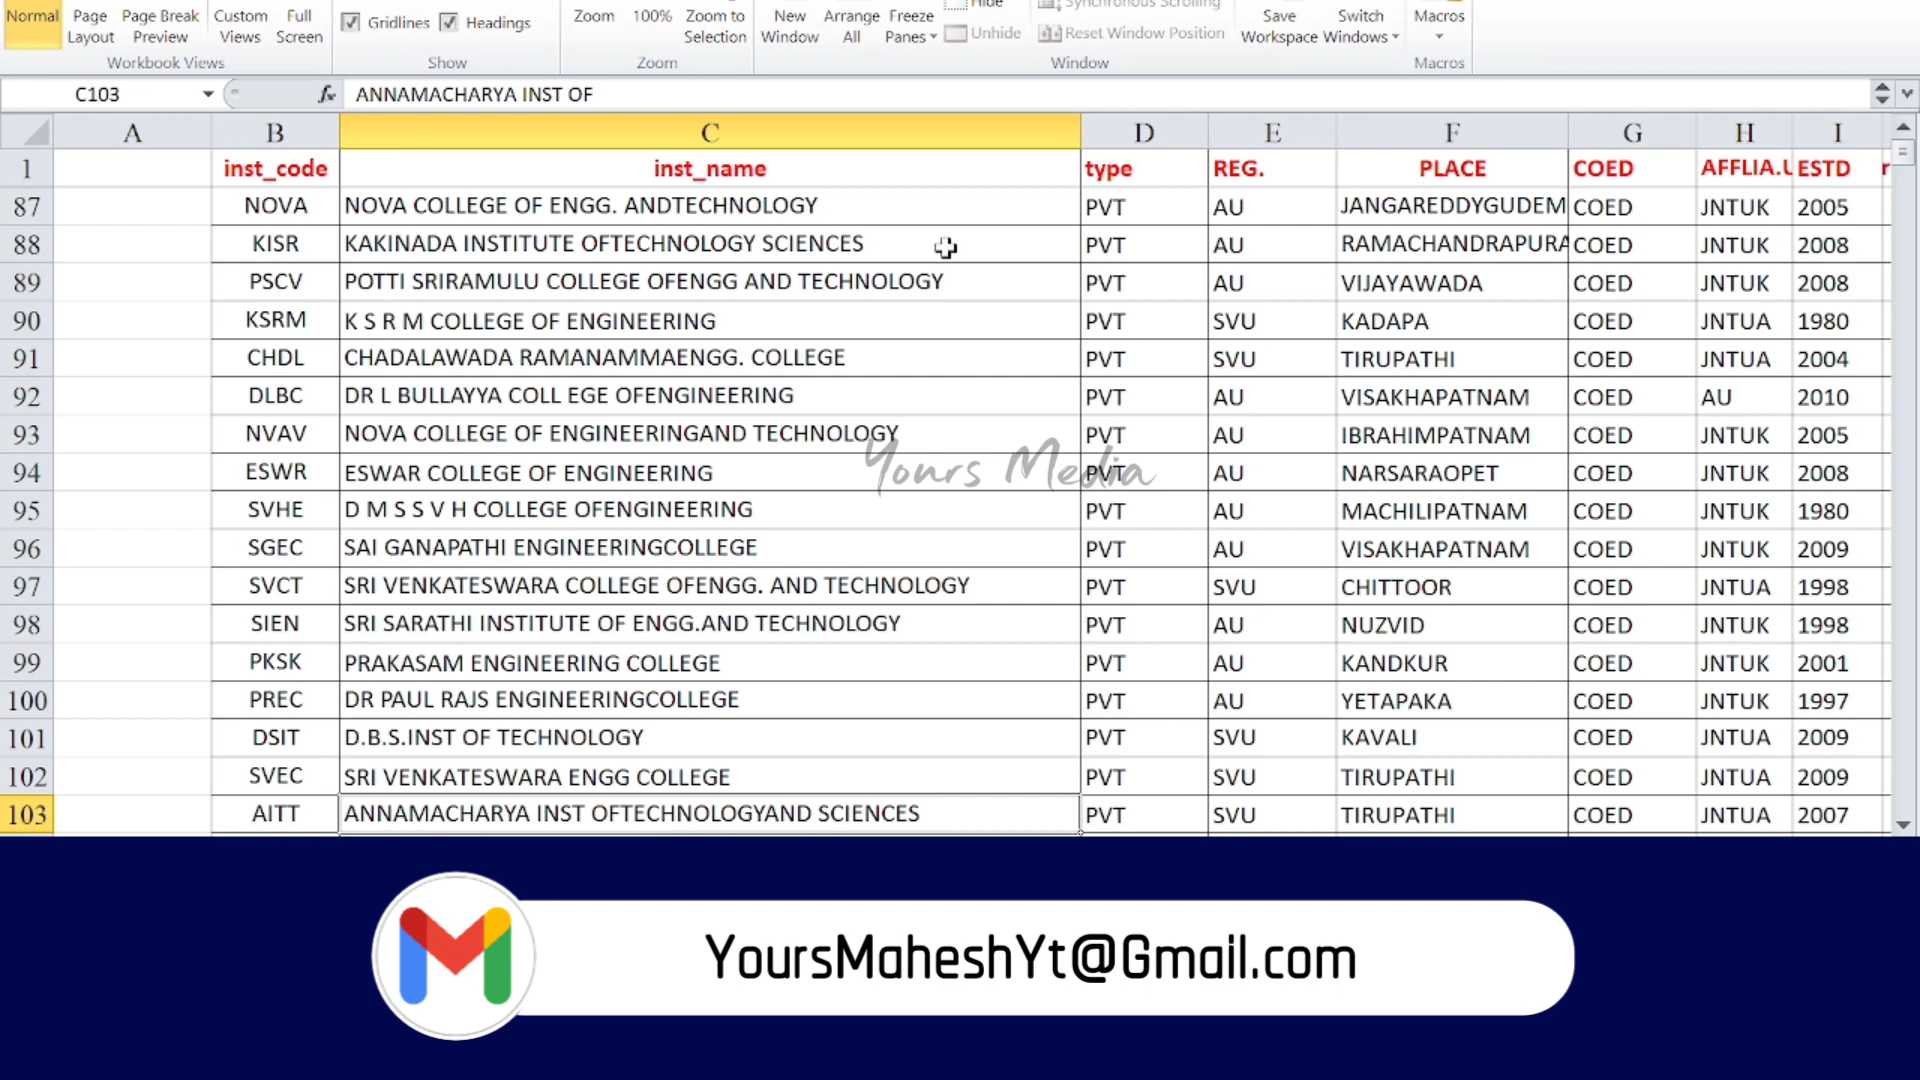 Normal Page Layout Page Break Preview Custom Views Full Screen Gridlines Headings Zoom 100% Zoom to Selection New Window Arrange All Freeze Panes Hide Unhide Synchronous Scrolling Reset Window Position Save Workspace Switch Windows Macros
Workbook Views Show Zoom Window Macros
C103 fx ANNAMACHARYA INST OF
A B C D E F G H I
1 inst_code inst_name type REG. PLACE COED AFFLIA.U ESTD r
87 NOVA NOVA COLLEGE OF ENGG. ANDTECHNOLOGY PVT AU JANGAREDDYGUDEM COED JNTUK 2005
88 KISR KAKINADA INSTITUTE OFTECHNOLOGY SCIENCES PVT AU RAMACHANDRAPURA COED JNTUK 2008
89 PSCV POTTI SRIRAMULU COLLEGE OFENGG AND TECHNOLOGY PVT AU VIJAYAWADA COED JNTUK 2008
90 KSRM K S R M COLLEGE OF ENGINEERING PVT SVU KADAPA COED JNTUA 1980
91 CHDL CHADALAWADA RAMANAMMAENGG. COLLEGE PVT SVU TIRUPATHI COED JNTUA 2004
92 DLBC DR L BULLAYYA COLL EGE OFENGINEERING PVT AU VISAKHAPATNAM COED AU 2010
93 NVAV NOVA COLLEGE OF ENGINEERINGAND TECHNOLOGY PVT AU IBRAHIMPATNAM COED JNTUK 2005
Yours Media
94 ESWR ESWAR COLLEGE OF ENGINEERING PVT AU NARSARAOPET COED JNTUK 2008
95 SVHE D M S S V H COLLEGE OFENGINEERING PVT AU MACHILIPATNAM COED JNTUK 1980
96 SGEC SAI GANAPATHI ENGINEERINGCOLLEGE PVT AU VISAKHAPATNAM COED JNTUK 2009
97 SVCT SRI VENKATESWARA COLLEGE OFENGG. AND TECHNOLOGY PVT SVU CHITTOOR COED JNTUA 1998
98 SIEN SRI SARATHI INSTITUTE OF ENGG.AND TECHNOLOGY PVT AU NUZVID COED JNTUK 1998
99 PKSK PRAKASAM ENGINEERING COLLEGE PVT AU KANDKUR COED JNTUK 2001
100 PREC DR PAUL RAJS ENGINEERINGCOLLEGE PVT AU YETAPAKA COED JNTUK 1997
101 DSIT D.B.S.INST OF TECHNOLOGY PVT SVU KAVALI COED JNTUA 2009
102 SVEC SRI VENKATESWARA ENGG COLLEGE PVT SVU TIRUPATHI COED JNTUA 2009
103 AITT ANNAMACHARYA INST OFTECHNOLOGYAND SCIENCES PVT SVU TIRUPATHI COED JNTUA 2007
YoursMaheshYt@Gmail.com